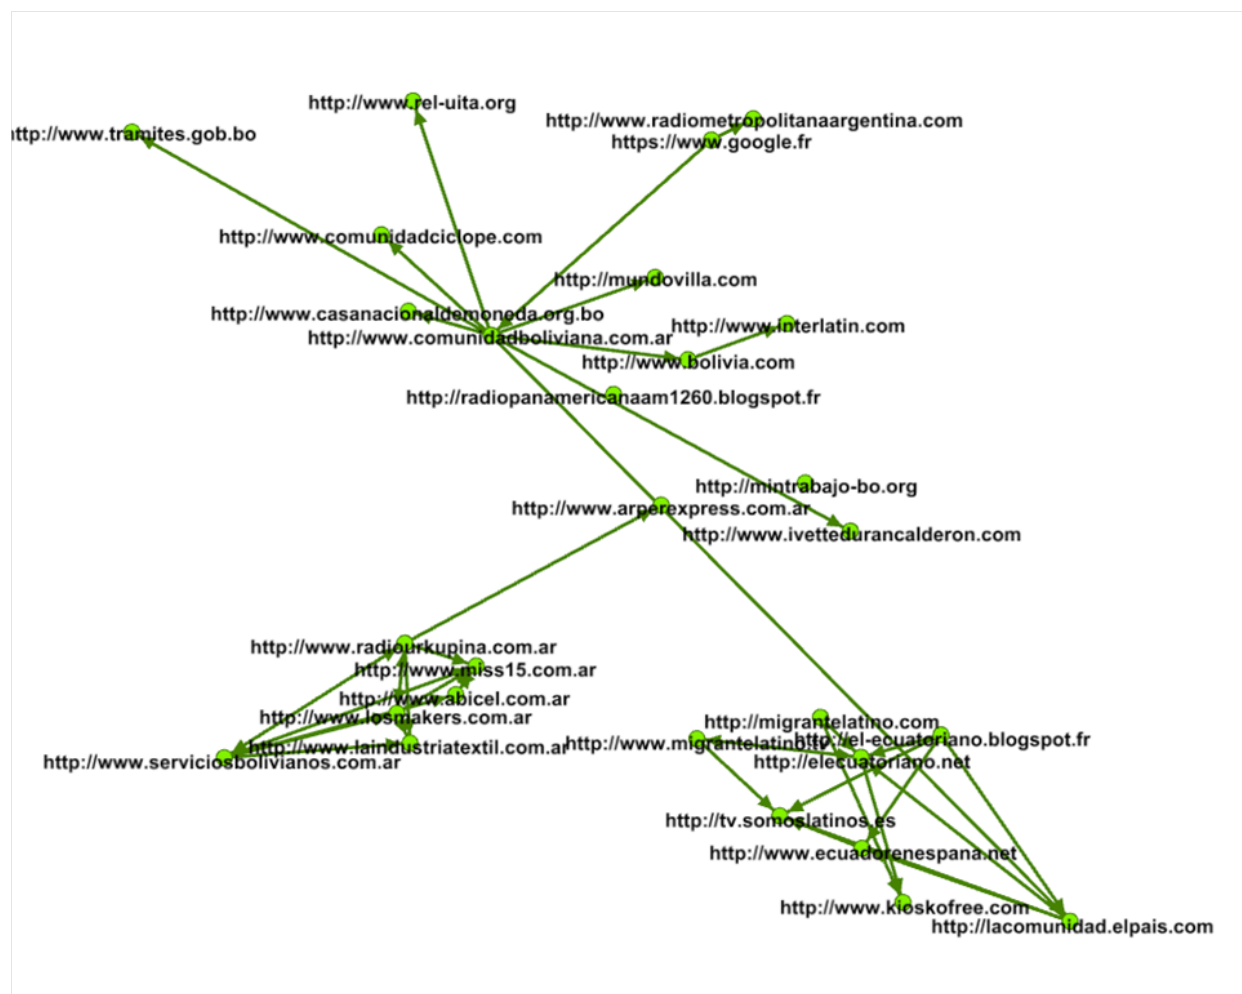 http://www.rel-uita.org
http://www.radiometropolitanaargentina.com
ttp://www.tramites.gob.bo
https://www.google.fr
http://www.comunidadciclope.com
http://mundovilla.com
http://www.casanacionaldemoneda.org.bo
http://www.interlatin.com
http://www.comunidadboliviana.com.ar
http://www.bolivia.com
http://radiopanamericanaam1260.blogspot.fr
http://mintrabajo-bo.org
http://www.arperexpress.com.ar
http://www.ivettedurancalderon.com
http://www.radiourkupina.com.ar
http://www.miss15.com.ar
http://www.abicel.com.ar
http://www.losmakers.com.ar
http://migrantelatino.com
http://www.laindustriatextil.com.ar
http://www.migrantelatino.tv
http://el-ecuatoriano.blogspot.fr
http://www.serviciosbolivianos.com.ar
http://elecuatoriano.net
http://tv.somoslatinos.es
http://www.ecuadorenespana.net
http://www.kioskofree.com
http://lacomunidad.elpais.com